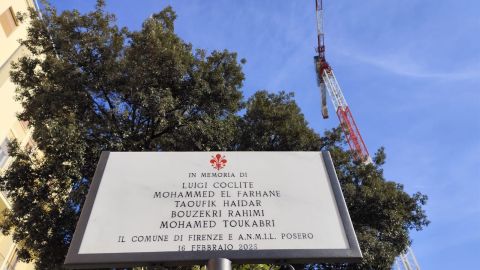 IN MEMORIA DI
LUIGI COCLITE
MOHAMMED EL FARHANE
TAOUFIK HAIDAR
BOUZEKRI RAHIMI
MOHAMED TOUKABRI
IL COMUNE DI FIRENZE E A.N.M.I.L. POSERO
16 FEBBRAIO 2025